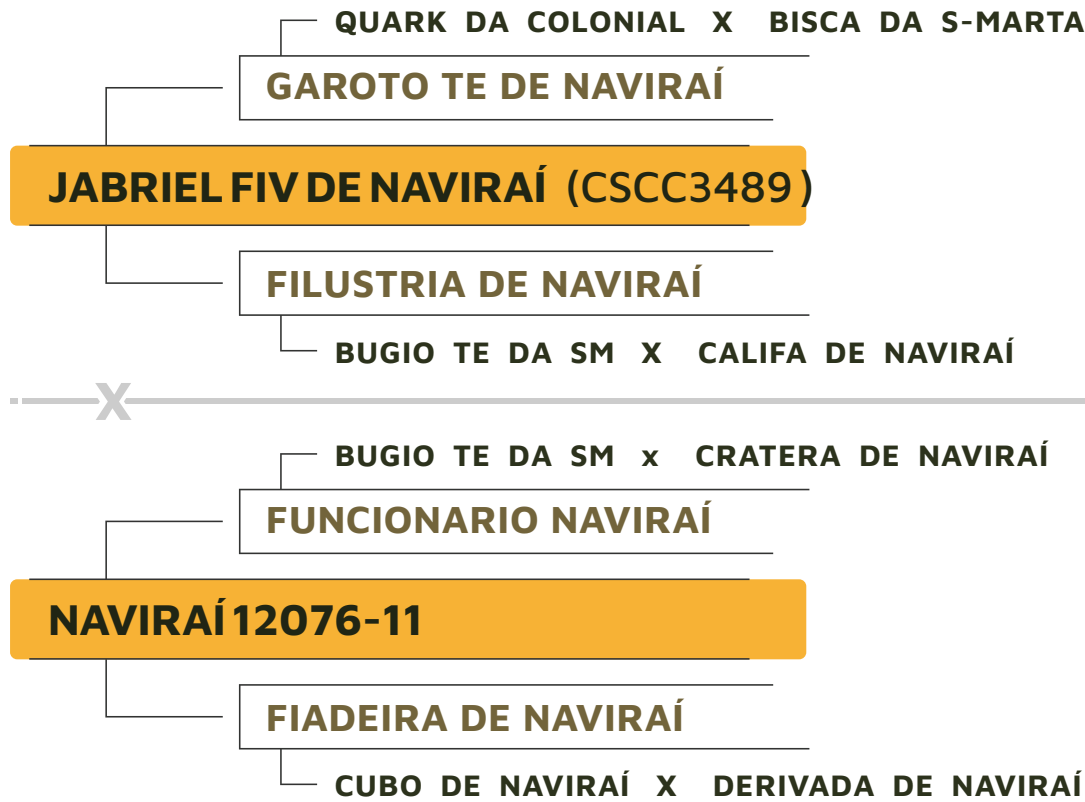 QUARK DA COLONIAL X BISCA DA S-MARTA
GAROTO TE DE NAVIRAÍ
JABRIEL FIV DE NAVIRAÍ (CSCC3489 )
FILUSTRIA DE NAVIRAÍ
BUGIO TE DA SM X CALIFA DE NAVIRAÍ
X
BUGIO TE DA SM x CRATERA DE NAVIRAÍ
FUNCIONARIO NAVIRAÍ
NAVIRAÍ 12076-11
FIADEIRA DE NAVIRAÍ
CUBO DE NAVIRAÍ X DERIVADA DE NAVIRAÍ